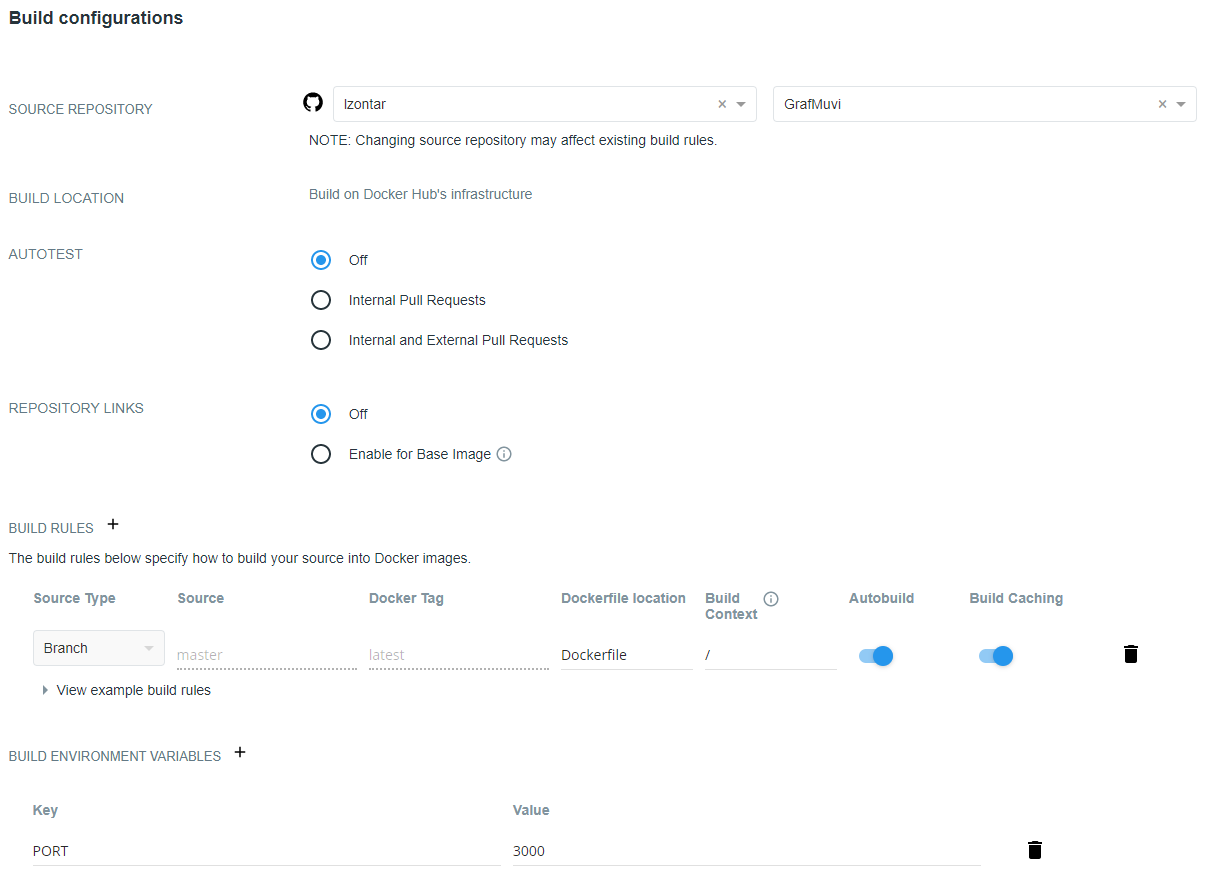 Build configurations
SOURCE REPOSITORY
lzontar
GrafMuvi
NOTE: Changing source repository may affect existing build rules.
BUILD LOCATION
Build on Docker Hub's infrastructure
AUTOTEST
Off
Internal Pull Requests
Internal and External Pull Requests
REPOSITORY LINKS
Off
Enable for Base Image
BUILD RULES
The build rules below specify how to build your source into Docker images.
Source Type
Source
Docker Tag
Dockerfile location
Build
Context
Autobuild
Build Caching
Branch
master
latest
Dockerfile
/
View example build rules
BUILD ENVIRONMENT VARIABLES
Key
Value
PORT
3000